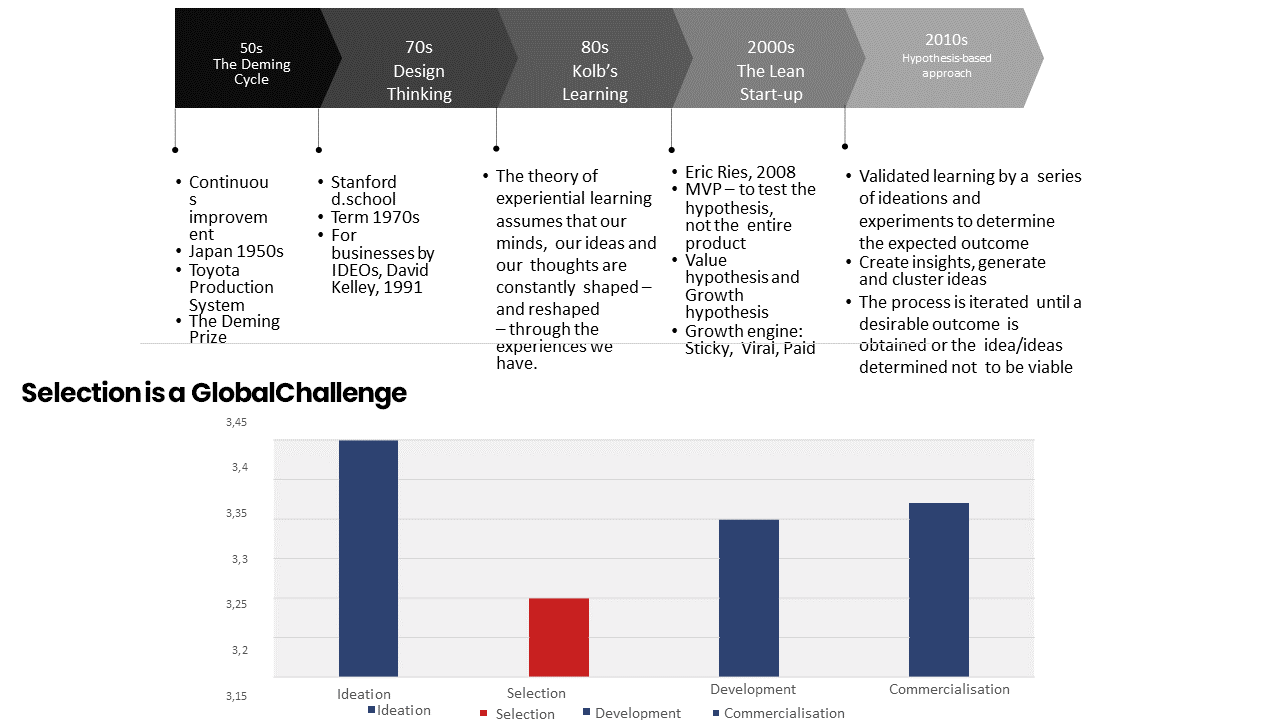 50s
The Deming
Cycle
70s
Design
Thinking
80s
Kolb’s
Learning
2000s
The Lean
Start-up
2010s
Hypothesis-based
approach
• Continuou
s
improvem
ent
• Japan 1950s
• Toyota
Production
System
• The Deming
Prize
• Stanford
d.school
• Term 1970s
• For
businesses by
IDEOs, David
Kelley, 1991
• The theory of
experiential learning
assumes that our
minds, our ideas and
our thoughts are
constantly shaped –
and reshaped
– through the
experiences we
have.
• Eric Ries, 2008
• MVP – to test the
hypothesis,
not the entire
product
• Value
hypothesis and
Growth
hypothesis
• Growth engine:
Sticky, Viral, Paid
• Validated learning by a series
of ideations and
experiments to determine
the expected outcome
• Create insights, generate
and cluster ideas
• The process is iterated until a
desirable outcome is
obtained or the idea/ideas
determined not to be viable
Selection is a GlobalChallenge
3,45
3,4
3,35
3,3
3,25
3,2
3,15
Ideation
Selection
Development
Commercialisation
Ideation
Selection
Development
Commercialisation